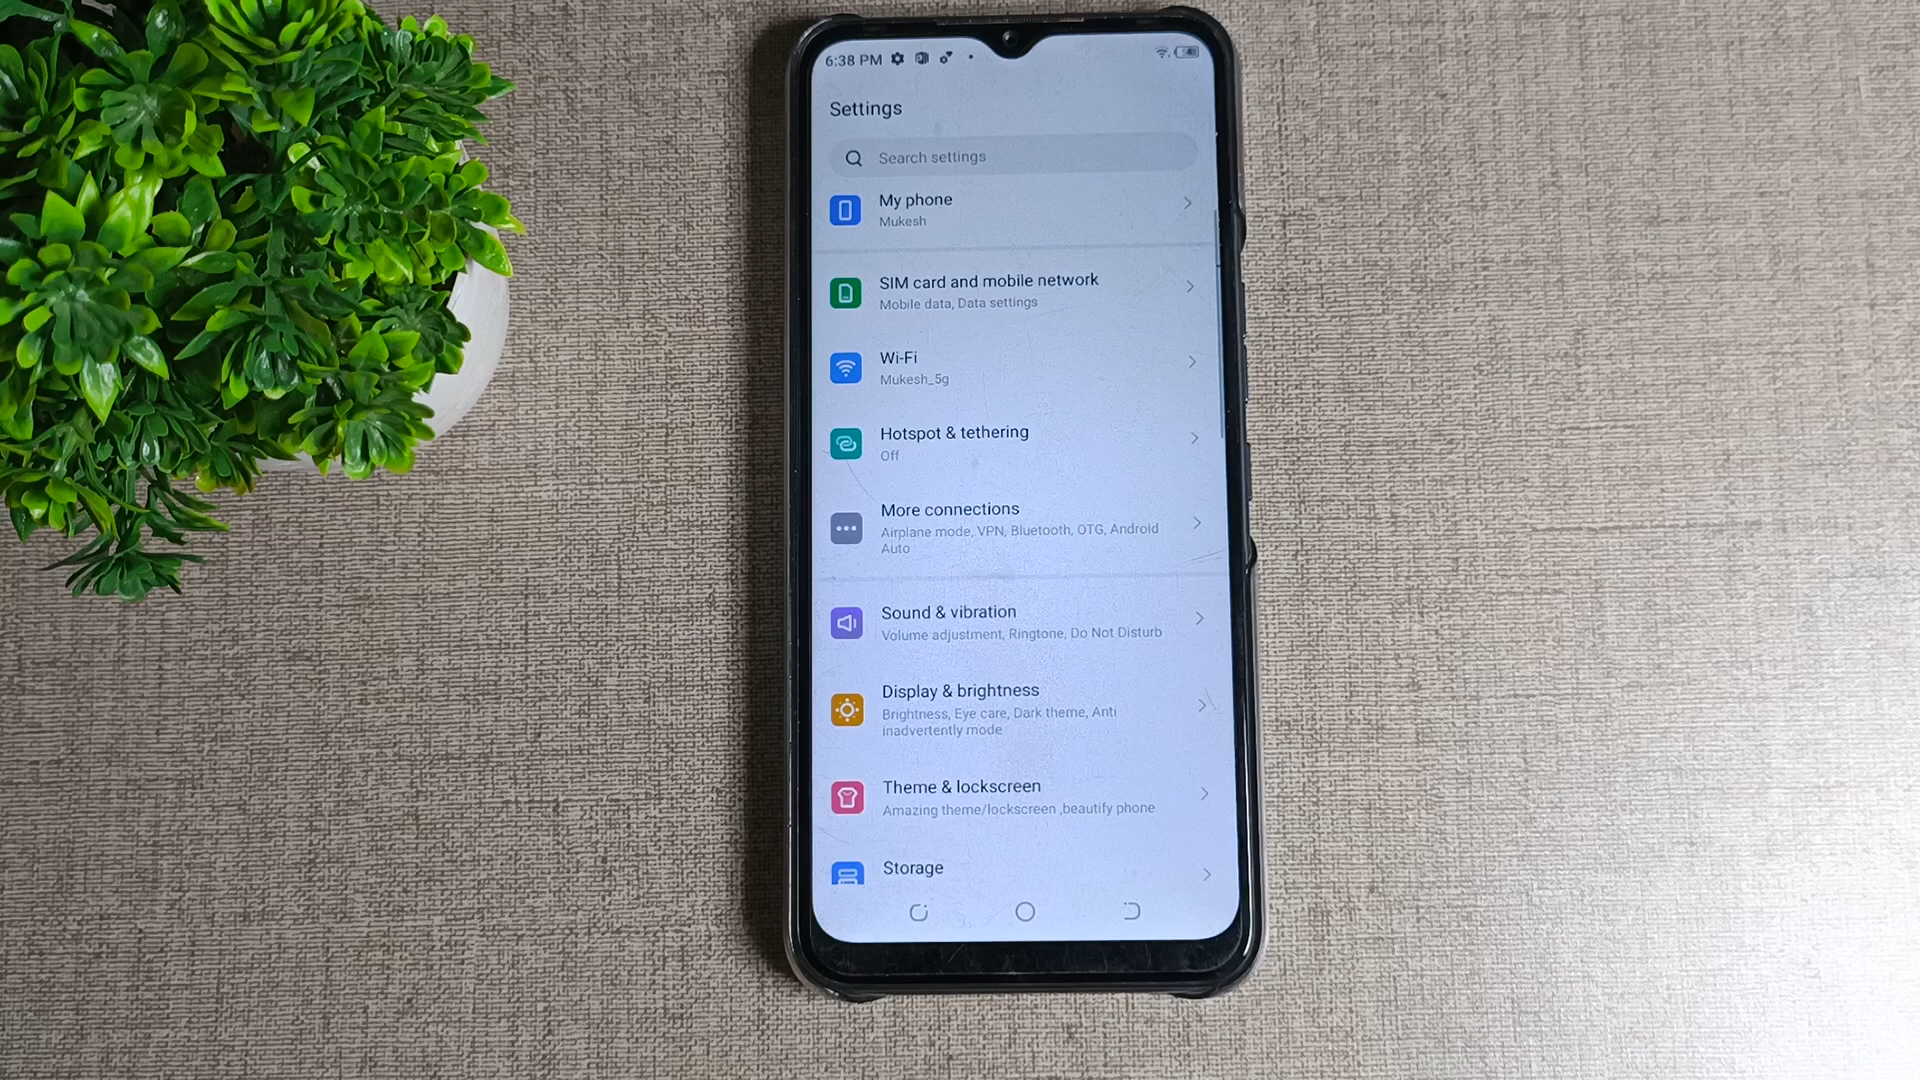 6:38 PM
Settings
Search settings
My phone
Mukesh
SIM card and mobile network
Mobile data, Data settings
Wi-Fi
Mukesh_5g
Hotspot & tethering
Off
More connections
Airplane mode, VPN, Bluetooth, OTG, Android
Auto
Sound & vibration
Volume adjustment, Ringtone, Do Not Disturb
Display & brightness
Brightness, Eye care, Dark theme, Anti
inadvertently mode
Theme & lockscreen
Amazing theme/lockscreen ,beautify phone
Storage